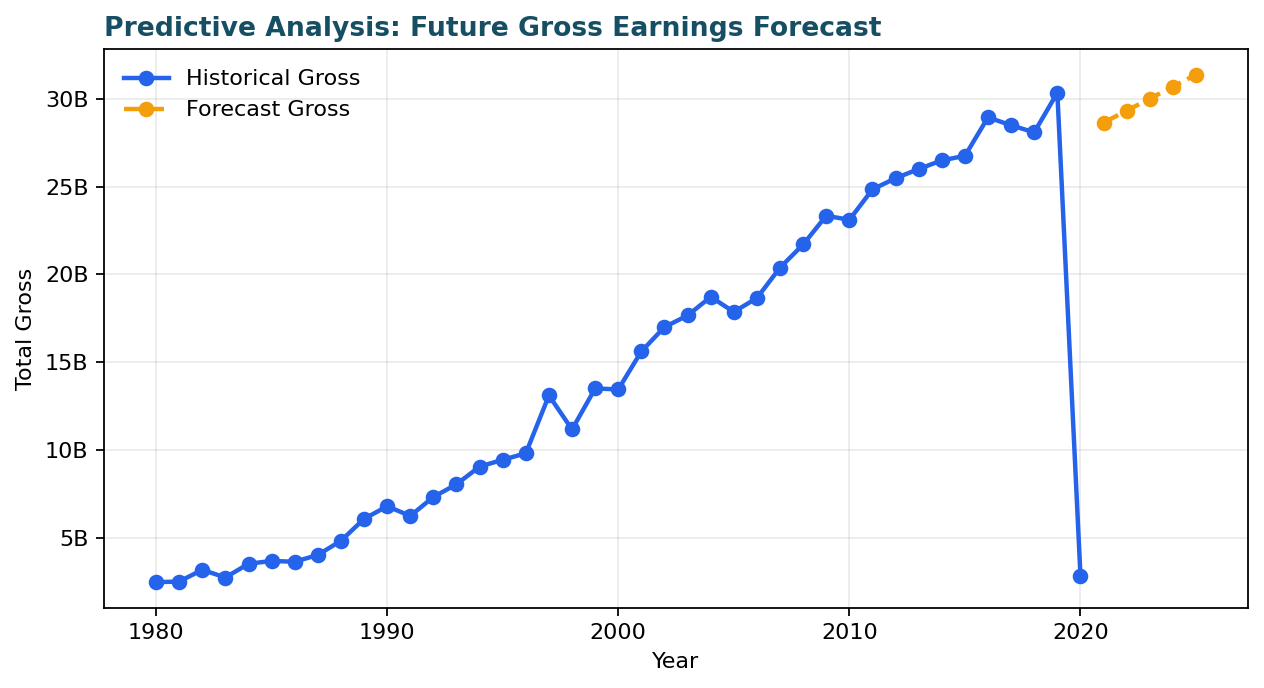 Predictive Analysis: Future Gross Earnings Forecast
Historical Gross
Forecast Gross
30B
25B
20B
15B
10B
5B
Total Gross
1980
1990
2000
2010
2020
Year